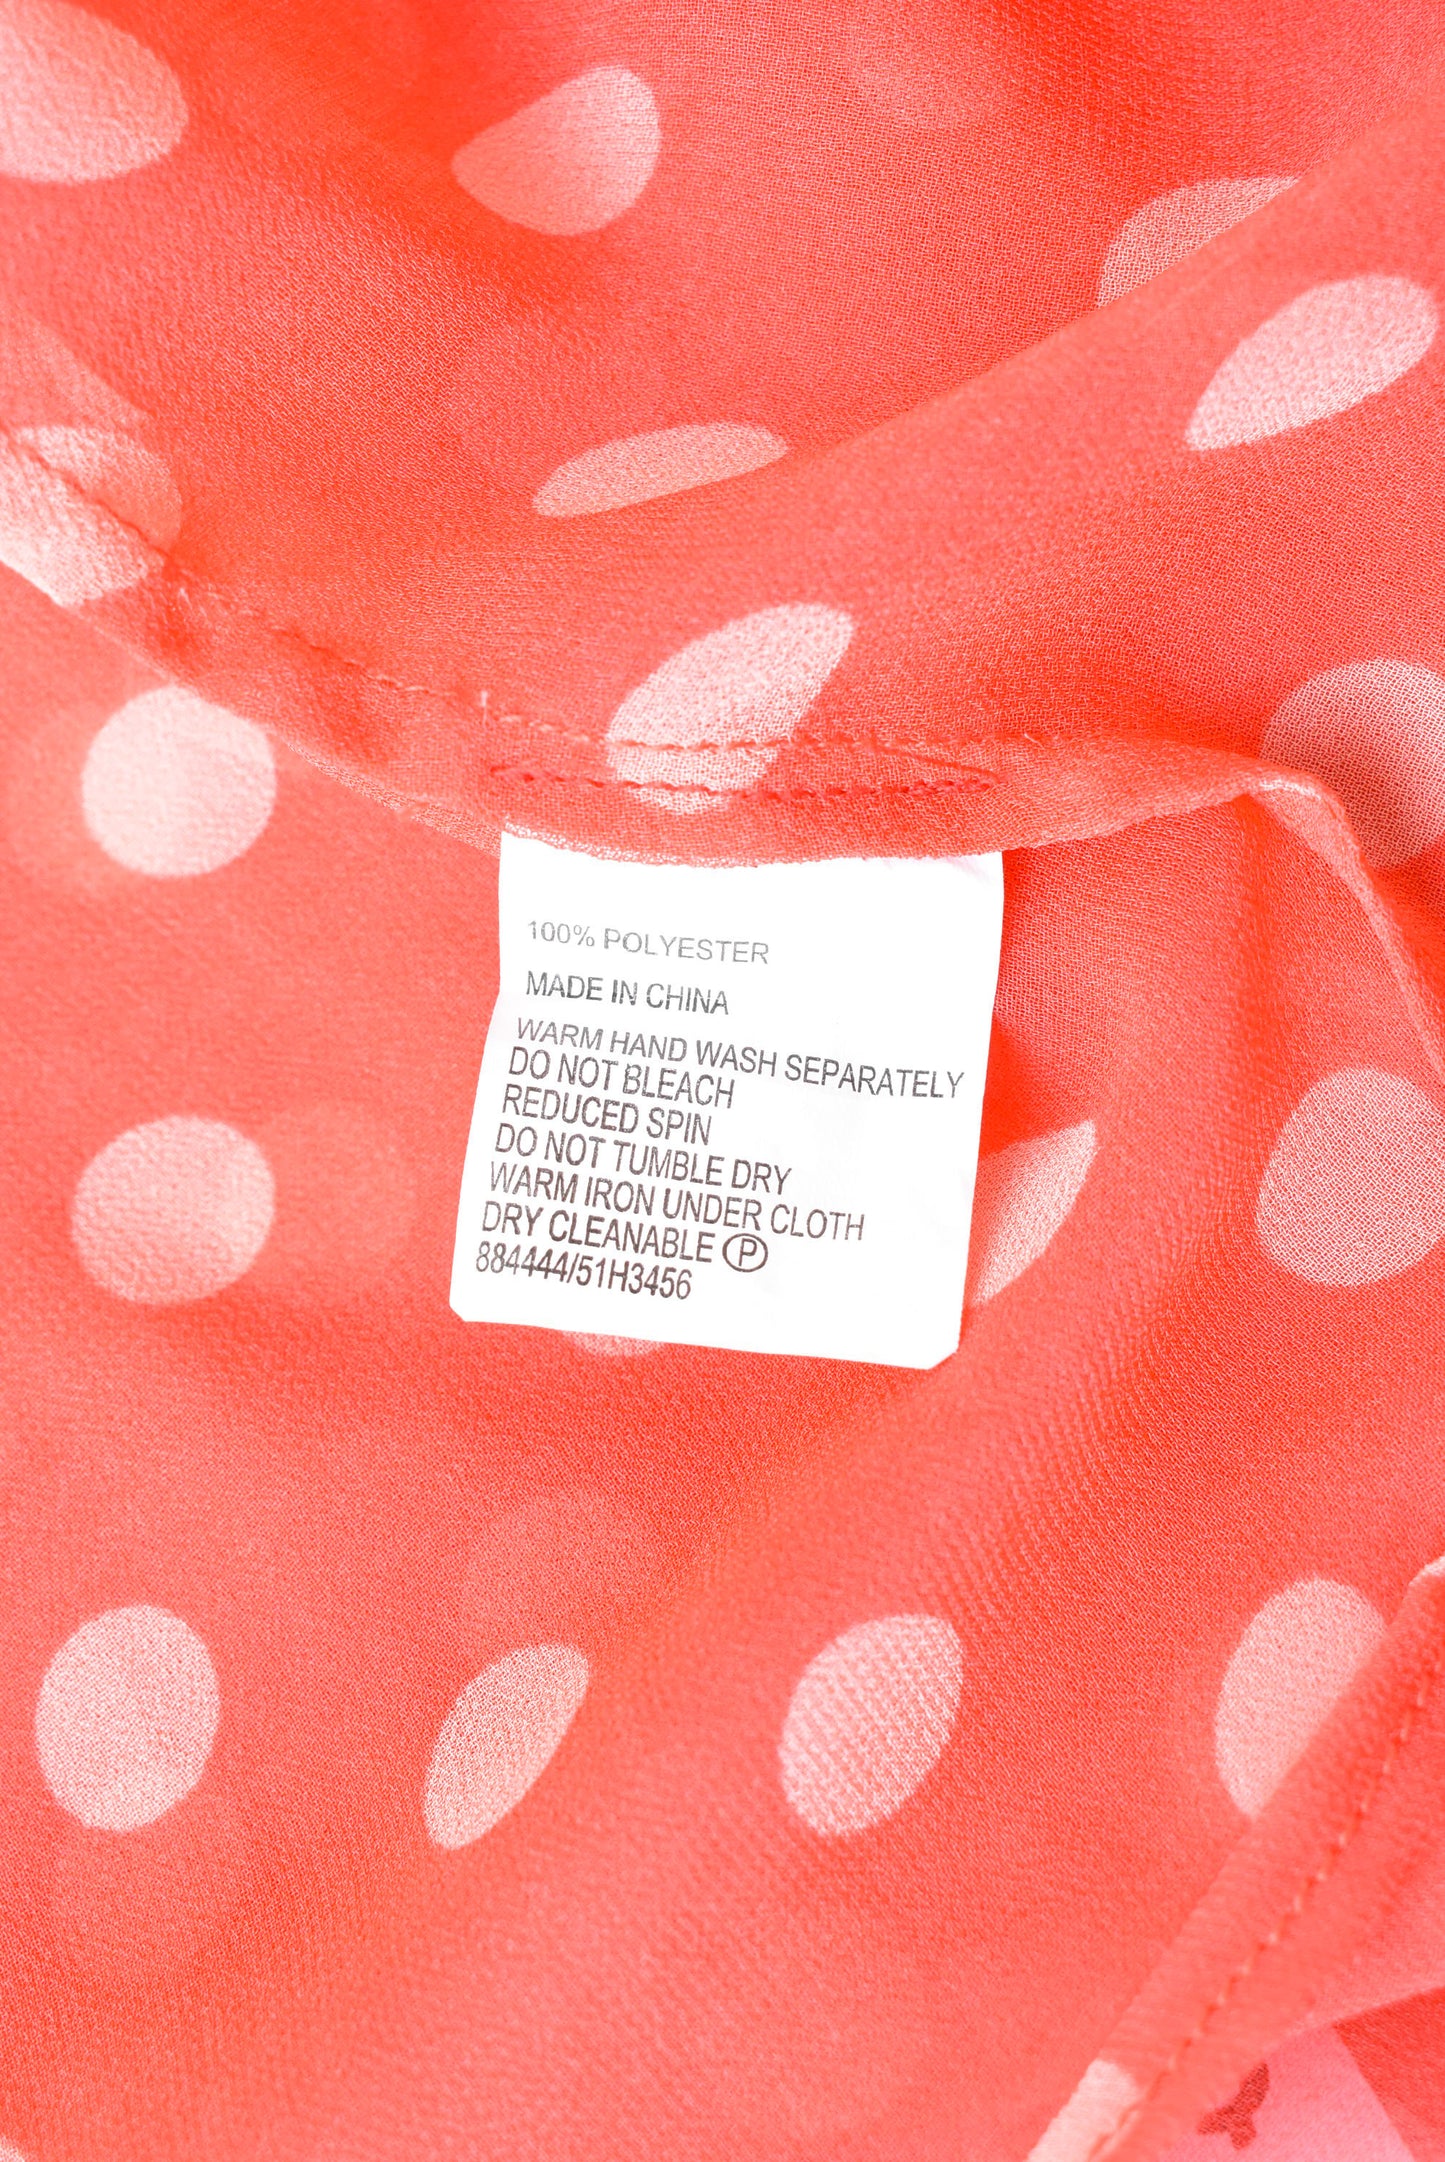 100% POLYESTER
MADE IN CHINA
WARM HAND WASH SEPARATELY
DO NOT BLEACH
REDUCED SPIN
DO NOT TUMBLE DRY
WARM IRON UNDER CLOTH
DRY CLEANABLE Ⓟ
884444/51H3456